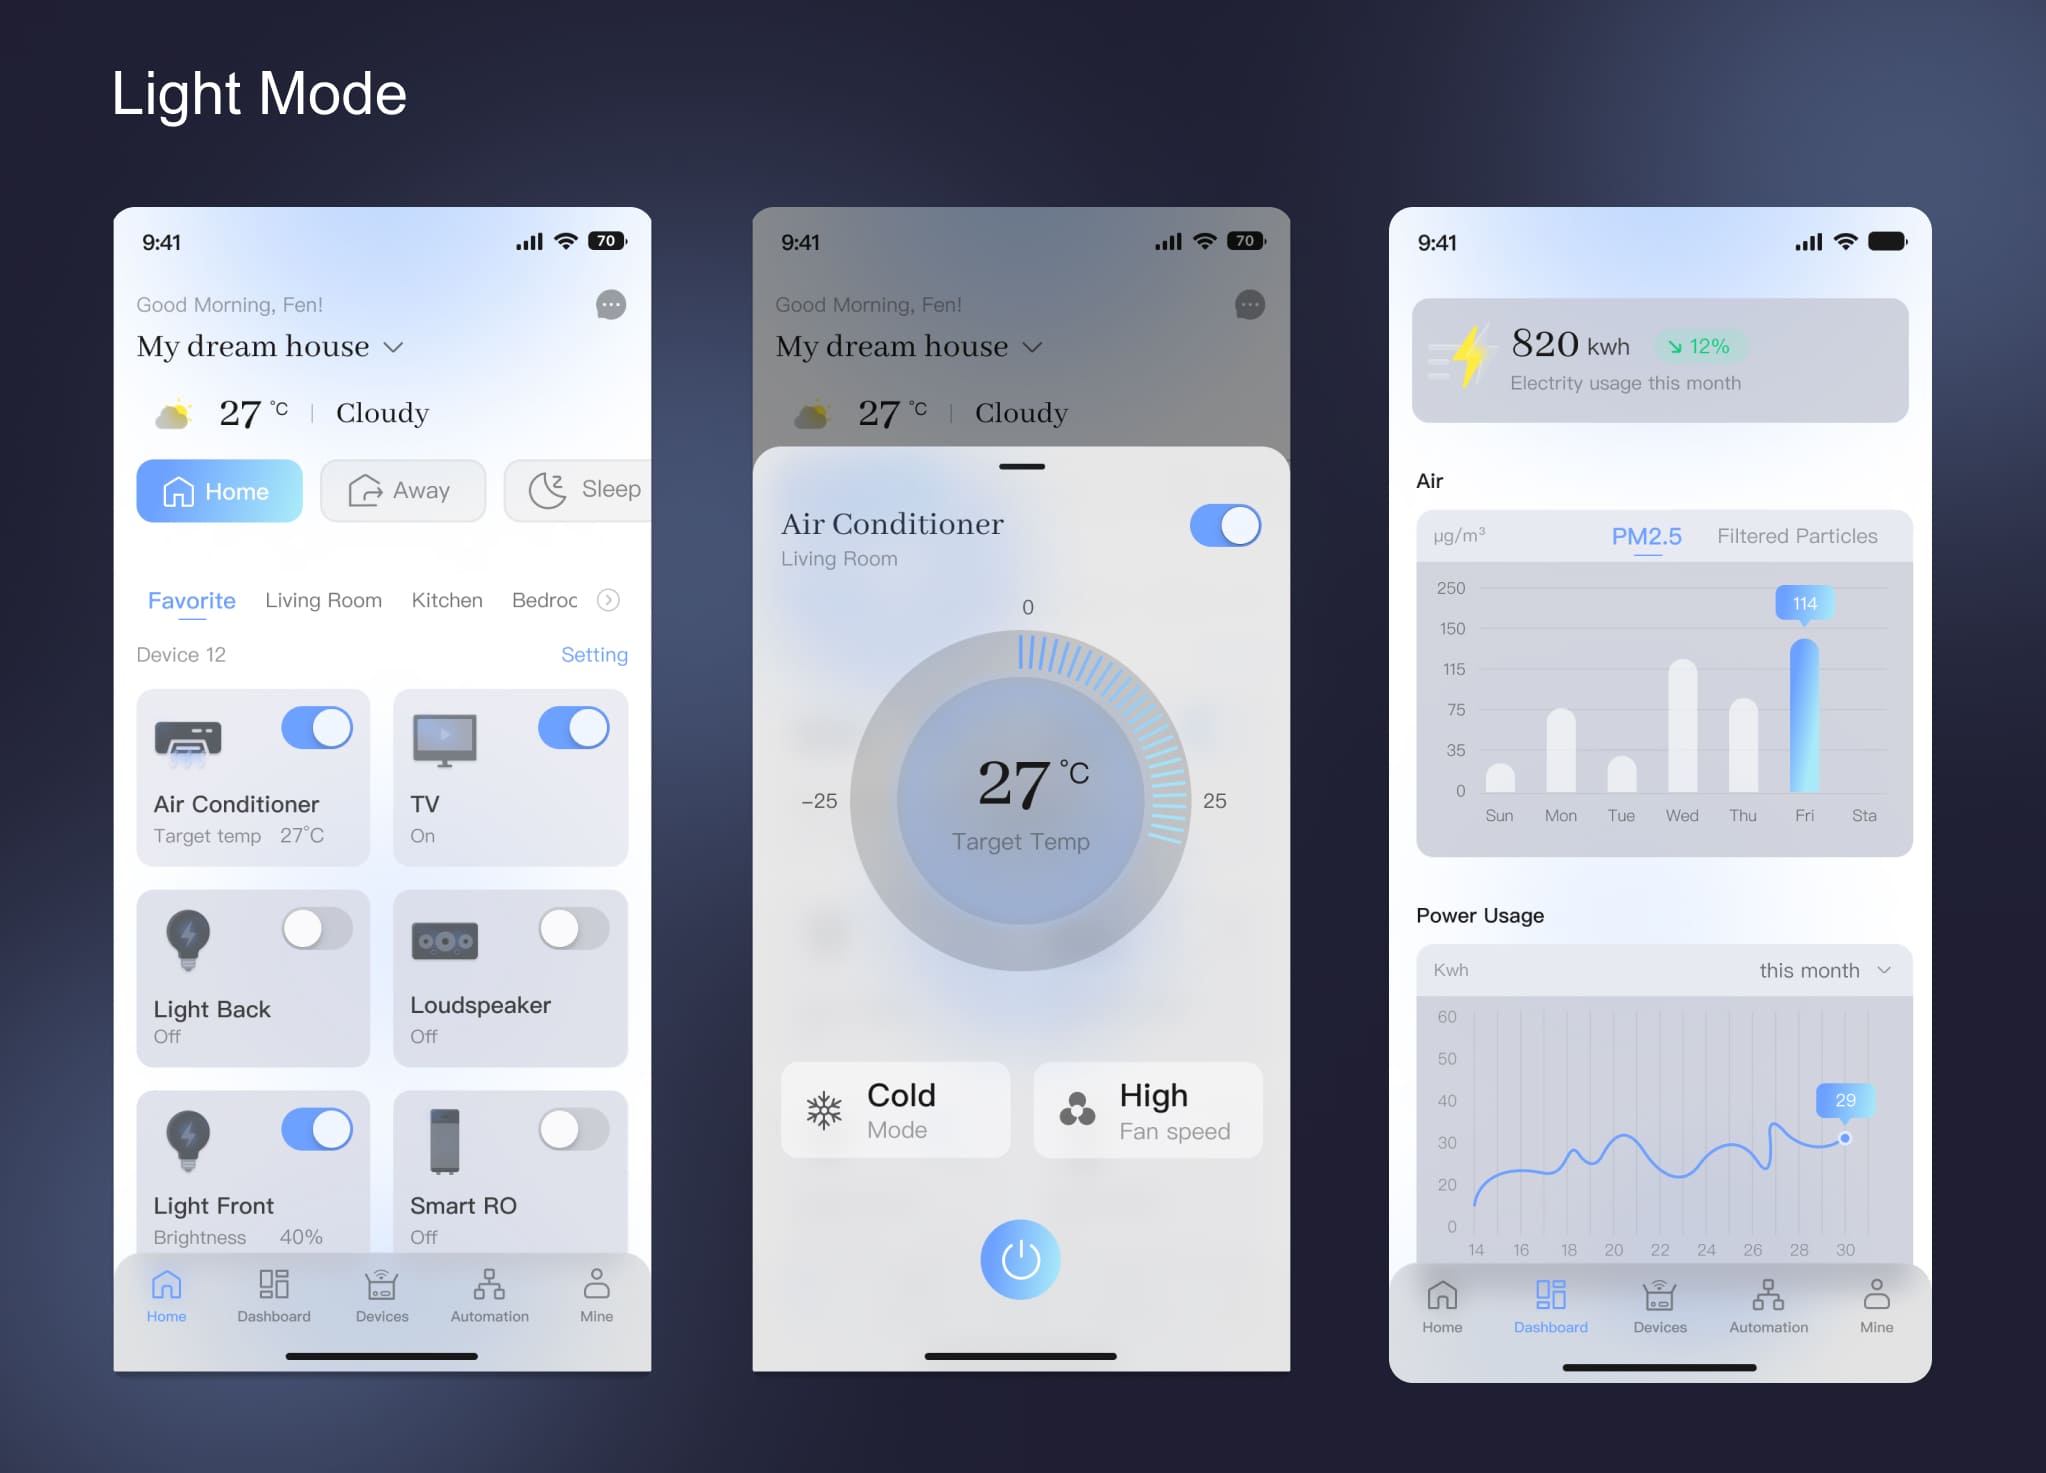 Light Mode
9:41
70
Good Morning, Fen!
My dream house
27 °C | Cloudy
Home
Away
Sleep
Favorite
Living Room
Kitchen
Bedroc
Device 12
Setting
Air Conditioner
Target temp 27°C
TV
On
Light Back
Off
Loudspeaker
Off
Light Front
Brightness 40%
Smart RO
Off
Home
Dashboard
Devices
Automation
Mine
9:41
70
Good Morning, Fen!
My dream house
27 °C | Cloudy
Air Conditioner
Living Room
0
-25
25
27 °C
Target Temp
Cold
Mode
High
Fan speed
9:41
820 kwh
12%
Electrity usage this month
Air
µg/m³
PM2.5
Filtered Particles
250
150
115
75
35
0
114
Sun Mon Tue Wed Thu Fri Sta
Power Usage
Kwh
this month
60
50
40
30
20
0
29
14 16 18 20 22 24 26 28 30
Home
Dashboard
Devices
Automation
Mine